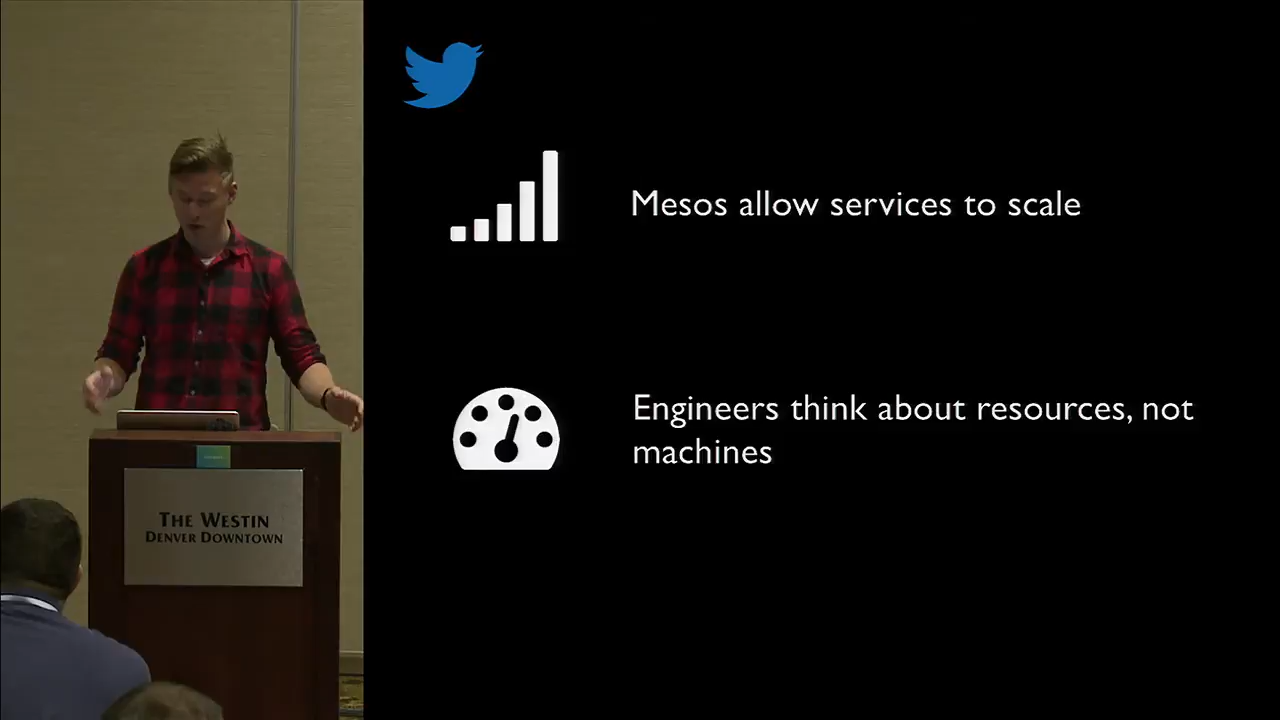 Mesos allow services to scale
Engineers think about resources, not
machines
THE WESTIN
DENVER DOWNTOWN